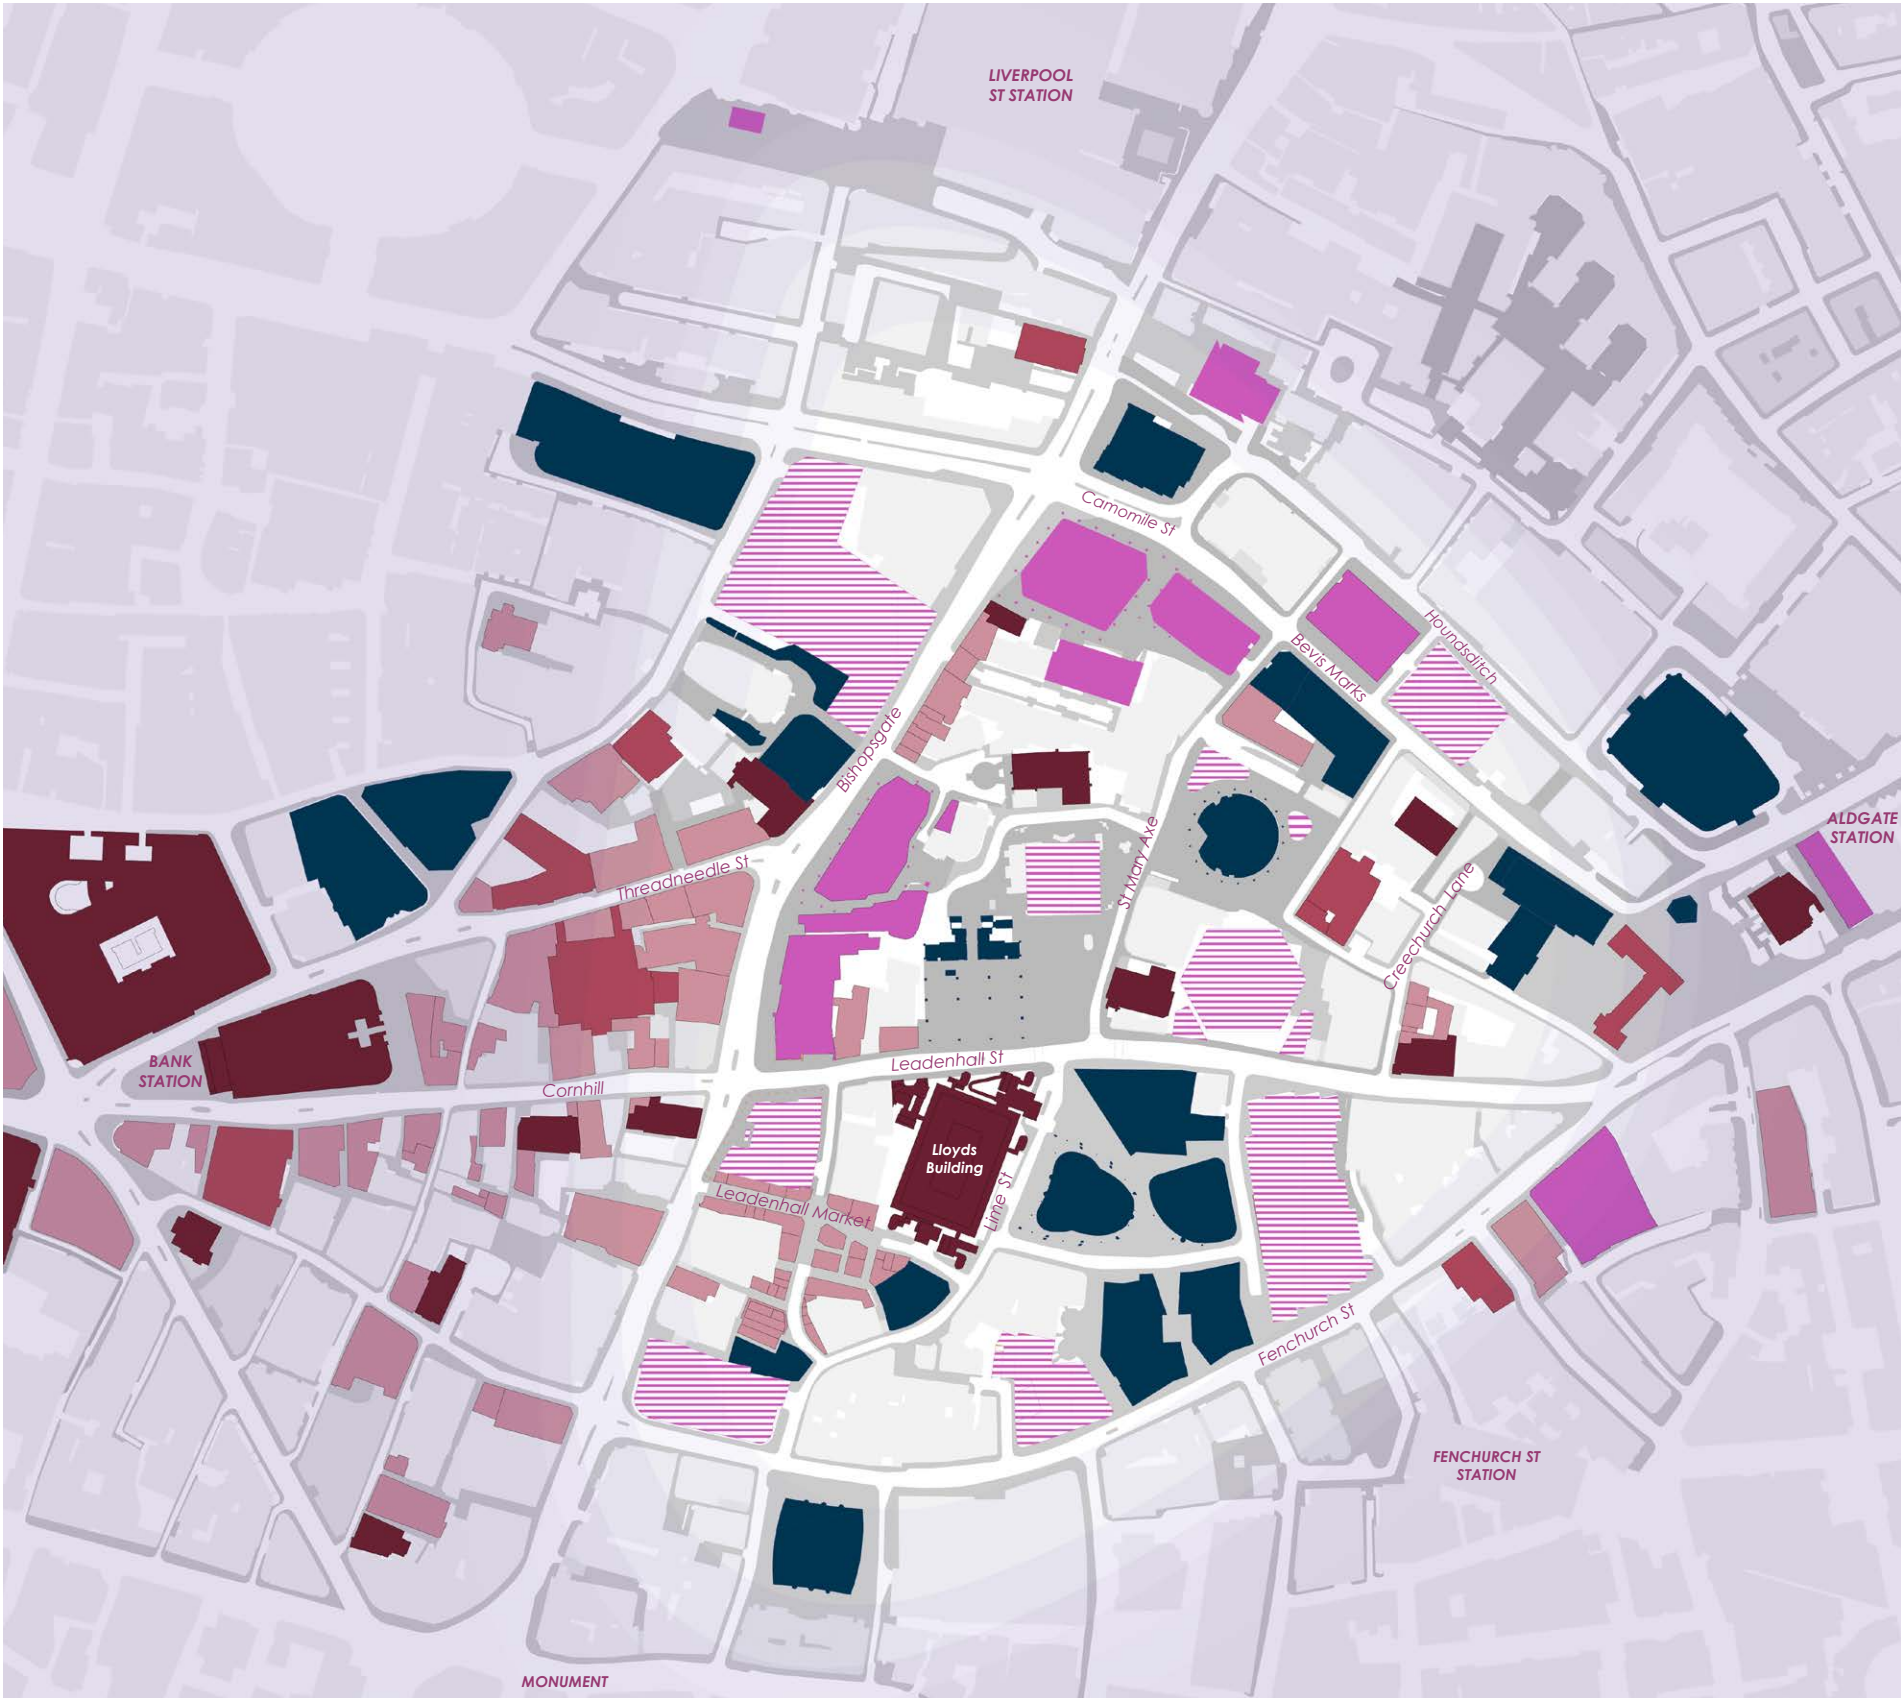 LIVERPOOL
ST STATION
Camomile St
Houndsditch
Bevis Marks
Bishopsgate
ALDGATE
STATION
St Mary Axe
Threadneedle St
Creechurch Lane
BANK
STATION
Leadenhall St
Cornhill
Lloyds
Building
Leadenhall Market
Lime St
Fenchurch St
FENCHURCH ST
STATION
MONUMENT